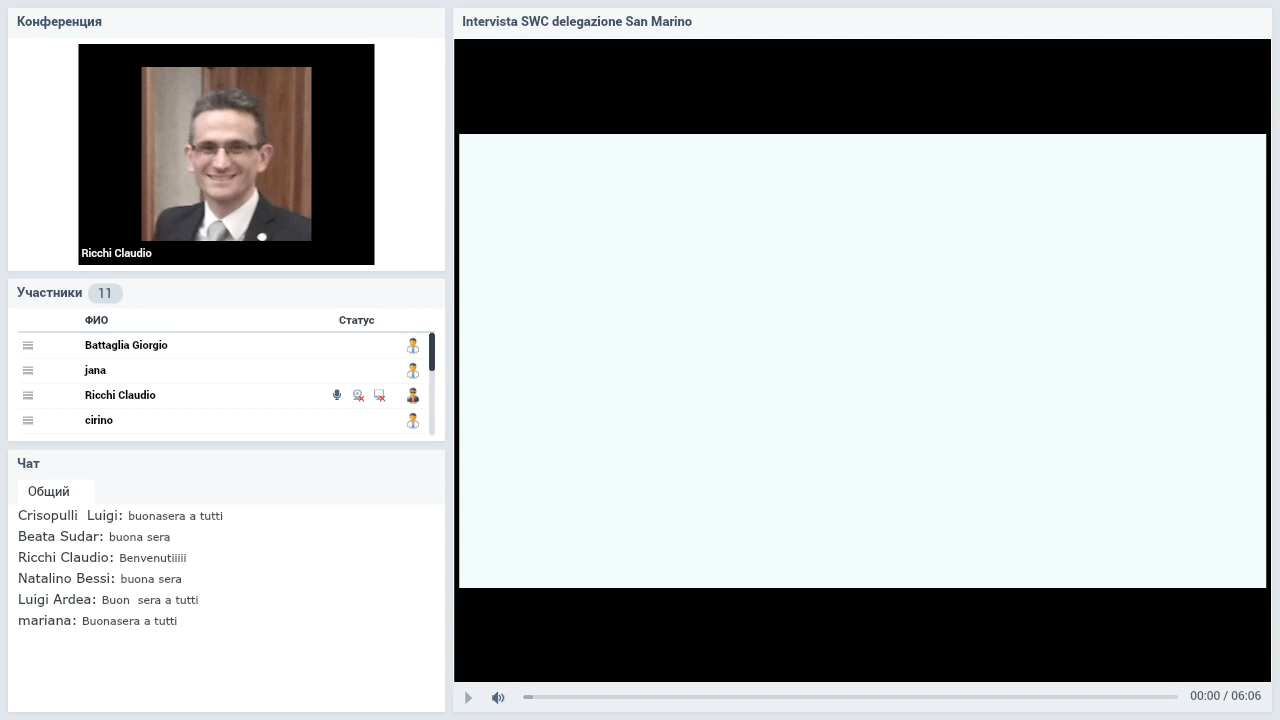 Конференция
Ricchi Claudio
Участники 11
ФИО Статус
Battaglia Giorgio
jana
Ricchi Claudio
cirino
Чат
Общий
Crisopulli Luigi: buonasera a tutti
Beata Sudar: buona sera
Ricchi Claudio: Benvenutiiiii
Natalino Bessi: buona sera
Luigi Ardea: Buon sera a tutti
mariana: Buonasera a tutti
Intervista SWC delegazione San Marino
00:00 / 06:06